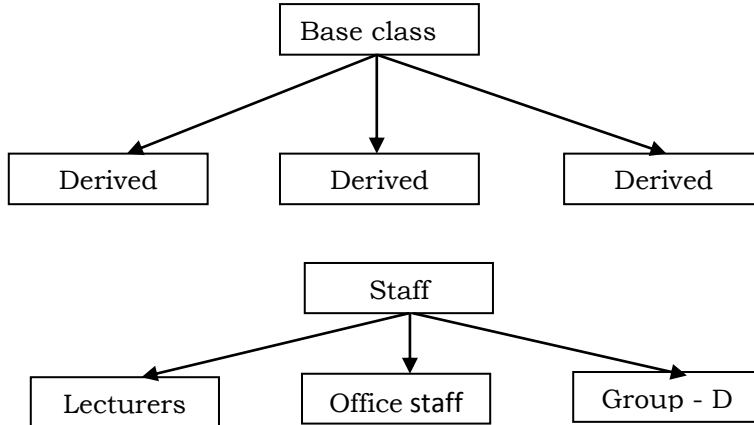 Base class
Derived Derived Derived
Staff
Lecturers Office staff Group - D